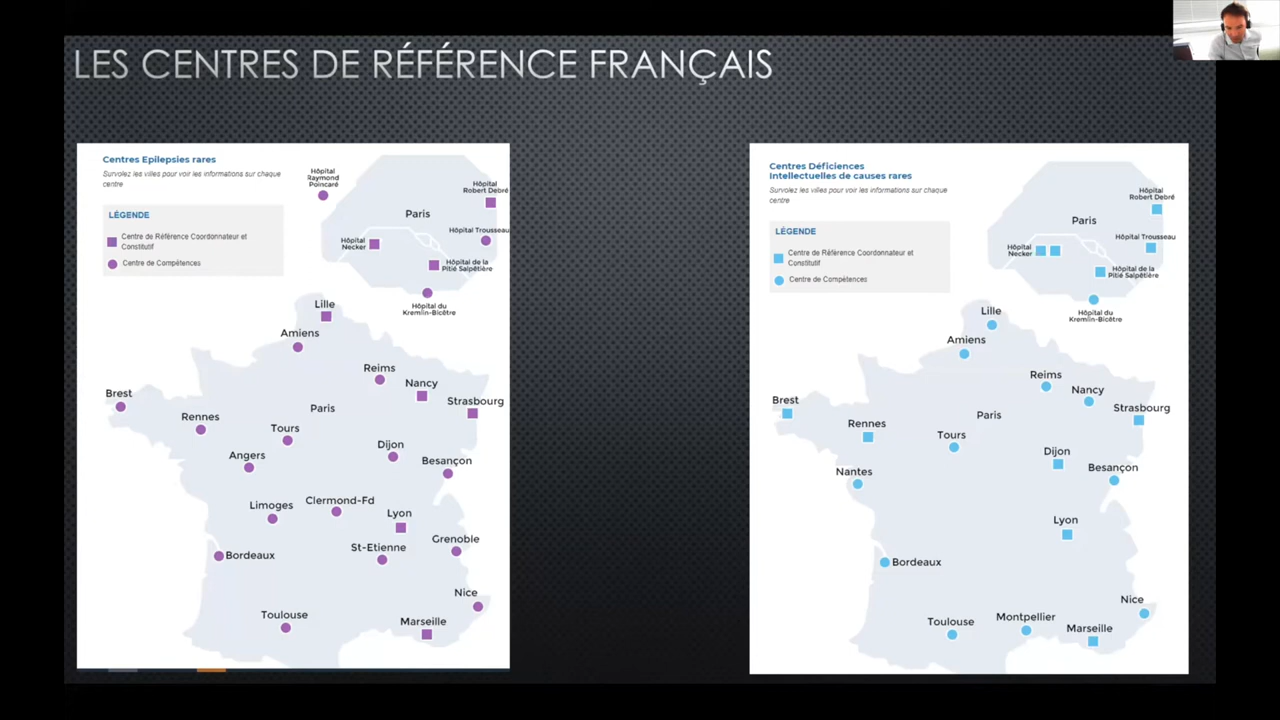 LES CENTRES DE RÉFÉRENCE FRANÇAIS
Centres Epilepsies rares
Survolez les villes pour voir les informations sur chaque
centre
LÉGENDE
Centre de Référence Coordonnateur et
Constitutif
Centre de Compétences
Hôpital
Raymond
Poincaré
Hôpital
Robert Debré
Paris
Hôpital Trousseau
Hôpital
Necker
Hôpital de la
Pitié Salpêtière
Hôpital du
Kremlin-Bicêtre
Lille
Amiens
Reims
Nancy
Brest
Strasbourg
Paris
Rennes
Tours
Dijon
Angers
Besançon
Clermond-Fd
Limoges
Lyon
Grenoble
St-Etienne
Bordeaux
Nice
Toulouse
Marseille
Centres Déficiences
Intellectuelles de causes rares
Survolez les villes pour voir les informations sur chaque
centre
LÉGENDE
Centre de Référence Coordonnateur et
Constitutif
Centre de Compétences
Hôpital
Robert Debré
Paris
Hôpital Trousseau
Hôpital
Necker
Hôpital de la
Pitié Salpêtière
Hôpital du
Kremlin-Bicêtre
Lille
Amiens
Reims
Nancy
Brest
Strasbourg
Paris
Rennes
Tours
Dijon
Besançon
Nantes
Lyon
Bordeaux
Nice
Montpellier
Toulouse
Marseille